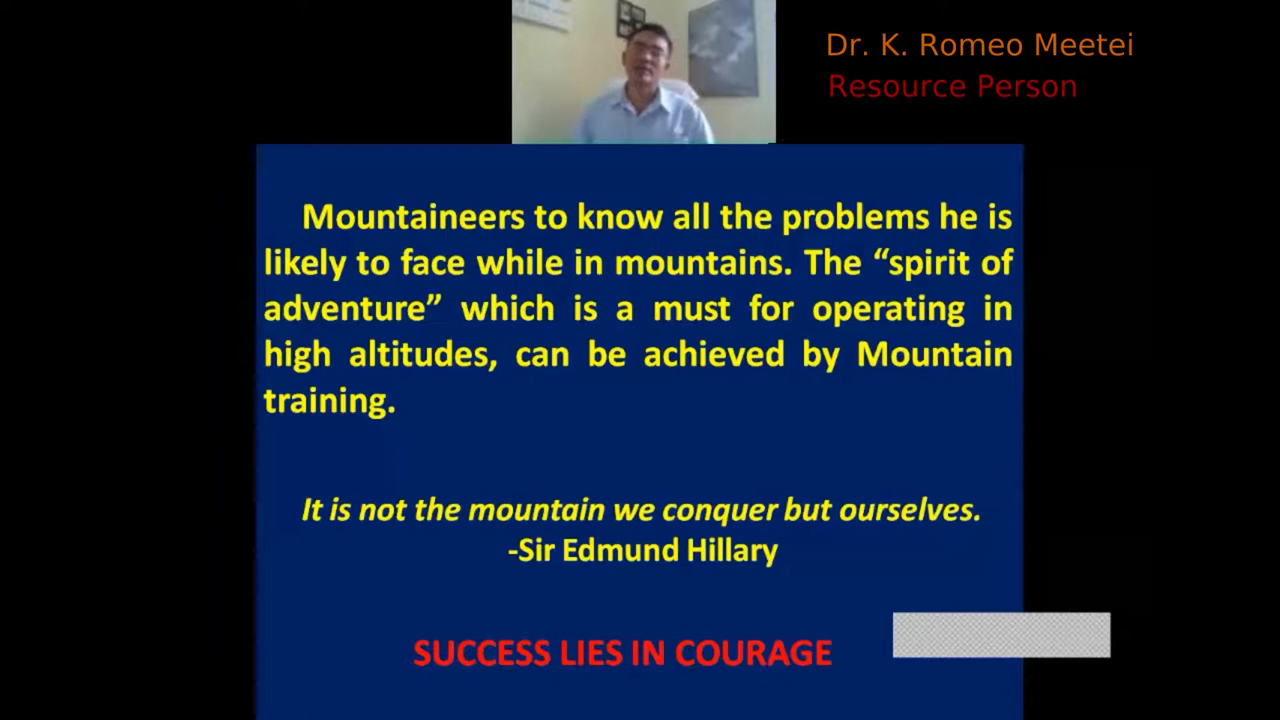 Dr. K. Romeo Meetei
Resource Person
Mountaineers to know all the problems he is
likely to face while in mountains. The “spirit of
adventure” which is a must for operating in
high altitudes, can be achieved by Mountain
training.
It is not the mountain we conquer but ourselves.
-Sir Edmund Hillary
SUCCESS LIES IN COURAGE